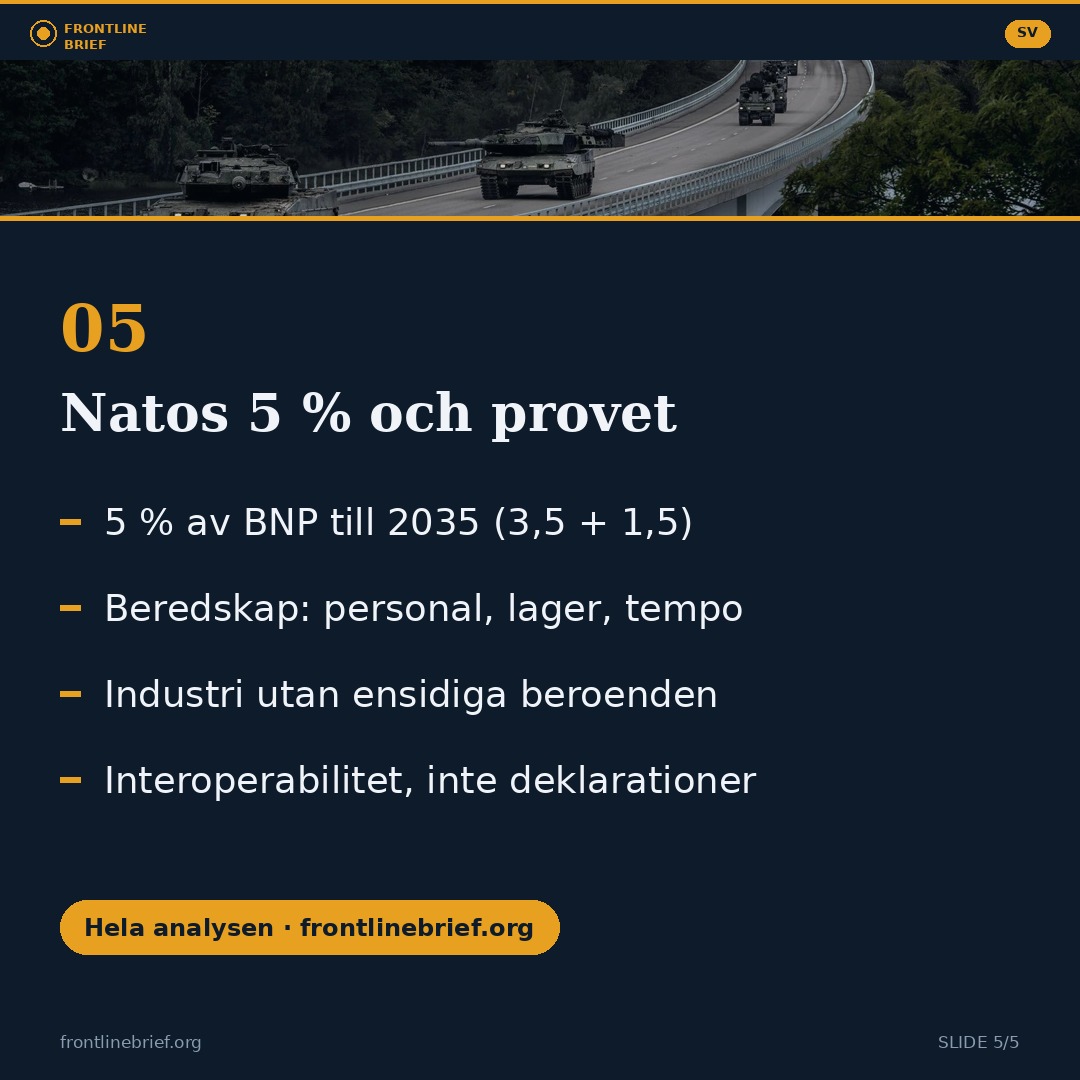 FRONTLINE
BRIEF
SV
05
Natos 5 % och provet
5 % av BNP till 2035 (3,5 + 1,5)
Beredskap: personal, lager, tempo
Industri utan ensidiga beroenden
Interoperabilitet, inte deklarationer
Hela analysen · frontlinebrief.org
frontlinebrief.org
SLIDE 5/5